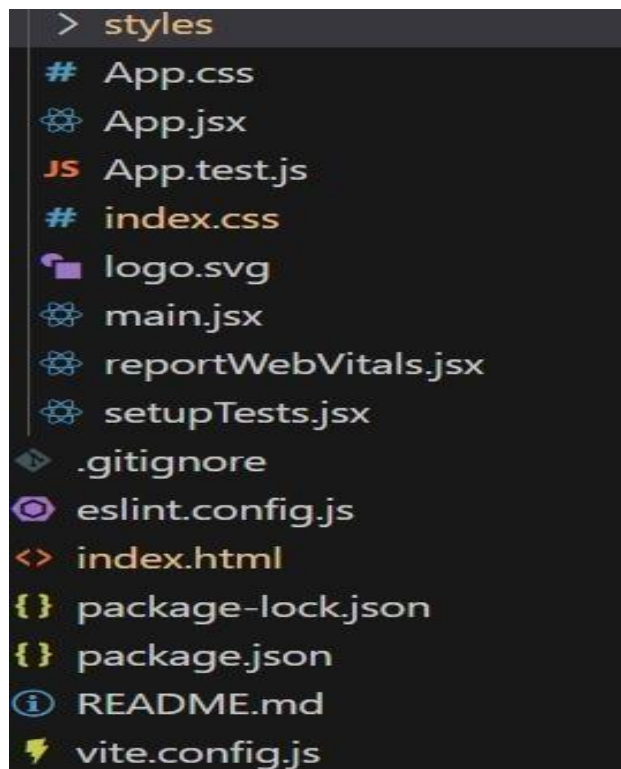 styles
# App.css
App.jsx
JS App.test.js
# index.css
logo.svg
main.jsx
reportWebVitals.jsx
setupTests.jsx
.gitignore
eslint.config.js
<> index.html
{} package-lock.json
{} package.json
README.md
vite.config.js